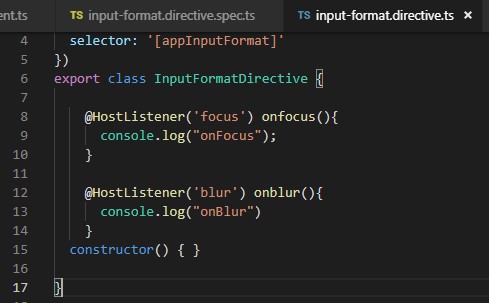 ent.ts TS input-format.directive.spec.ts TS input-format.directive.ts ×
4 selector: '[appInputFormat]'
5 })
6 export class InputFormatDirective {
7
8 @HostListener('focus') onfocus(){
9 console.log("onFocus");
10 }
11
12 @HostListener('blur') onblur(){
13 console.log("onBlur")
14 }
15 constructor() { }
16
17 }